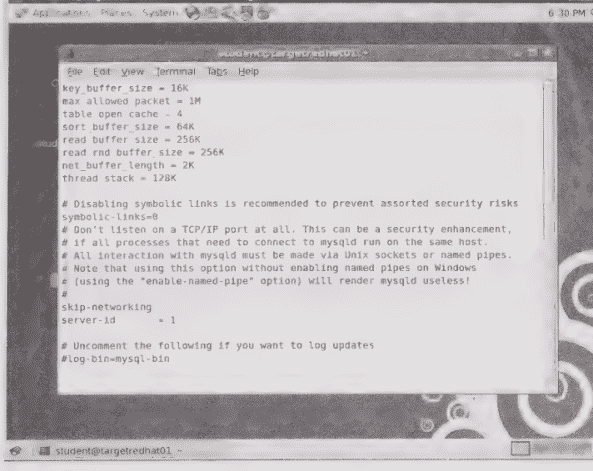 Applications Places System
6:30 PM
student@targetredhat01:~
File Edit View Terminal Tabs Help
key_buffer_size = 16K
max_allowed_packet = 1M
table_open_cache = 4
sort_buffer_size = 64K
read_buffer_size = 256K
read_rnd_buffer_size = 256K
net_buffer_length = 2K
thread_stack = 128K
# Disabling symbolic links is recommended to prevent assorted security risks
symbolic-links=0
# Don't listen on a TCP/IP port at all. This can be a security enhancement,
# if all processes that need to connect to mysqld run on the same host.
# All interaction with mysqld must be made via Unix sockets or named pipes.
# Note that using this option without enabling named pipes on Windows
# (using the "enable-named-pipe" option) will render mysqld useless!
#
skip-networking
server-id = 1
# Uncomment the following if you want to log updates
#log-bin=mysql-bin
student@targetredhat01:~